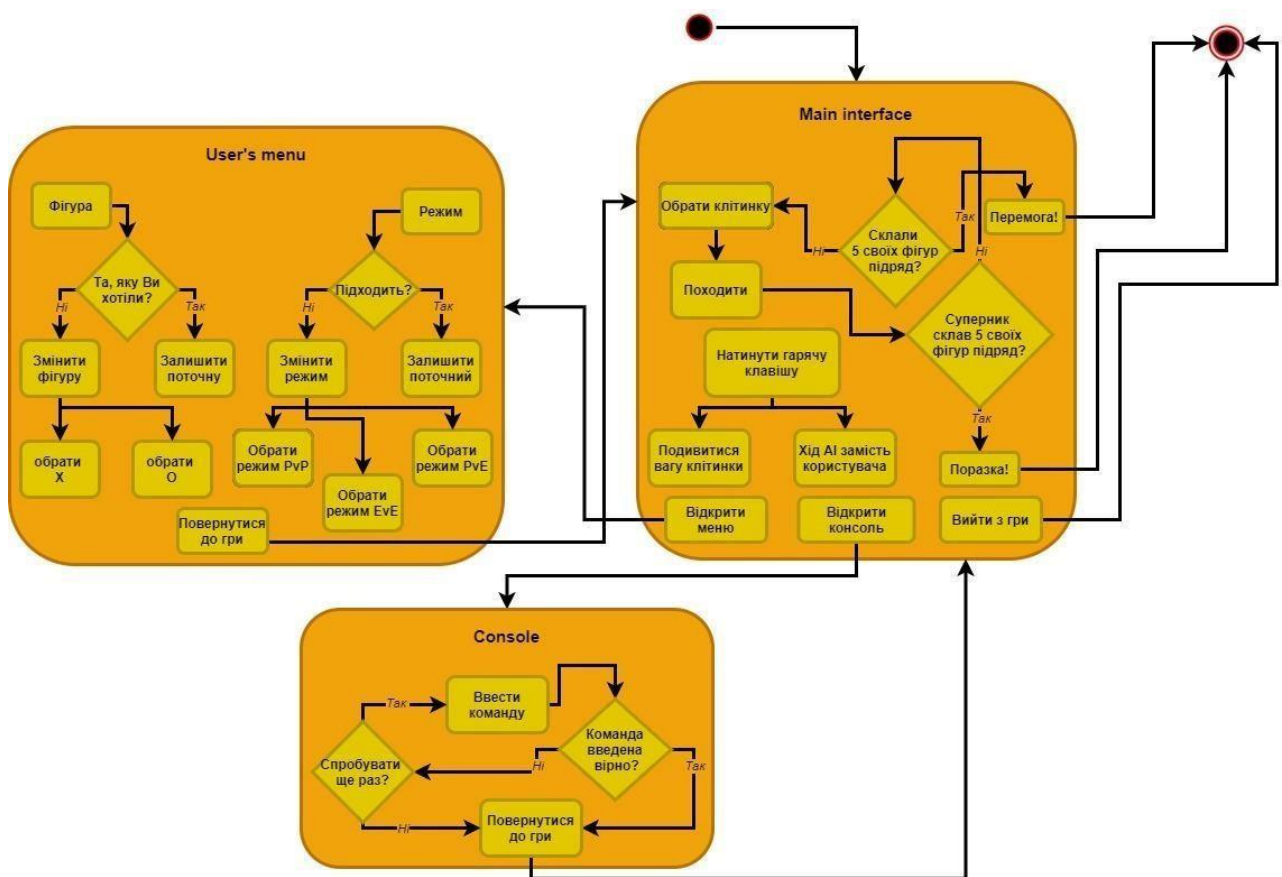 Main interface
Обрати клітинку
Склали
5 своїх фігур
підряд?
Ні
Так
Перемога!
Ні
Походити
Суперник
склав 5 своїх
фігур підряд?
Натинути гарячу
клавішу
Так
Подивитися
вагу клітинки
Хід AI замість
користувача
Поразка!
Відкрити
меню
Відкрити
консоль
Вийти з гри
User's menu
Фігура
Режим
Та, яку Ви
хотіли?
Підходить?
Ні
Так
Ні
Так
Змінити
фігуру
Залишити
поточну
Змінити
режим
Залишити
поточний
обрати
X
обрати
O
Обрати
режим PvP
Обрати
режим EvE
Обрати
режим PvE
Повернутися
до гри
Console
Так
Ввести
команду
Команда
введена
вірно?
Спробувати
ще раз?
Ні
Так
Ні
Повернутися
до гри